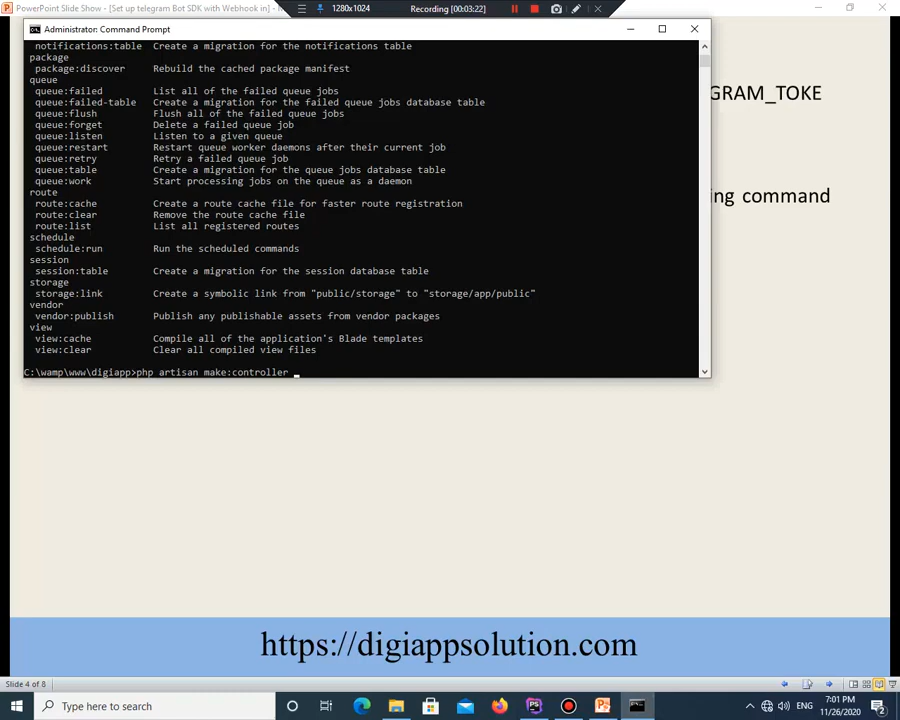 PowerPoint Slide Show - [Set up telegram Bot SDK with Webhook in]
1280x1024
Recording [00:03:22]
Administrator: Command Prompt
notifications:table Create a migration for the notifications table
package
package:discover Rebuild the cached package manifest
queue
queue:failed List all of the failed queue jobs
queue:failed-table Create a migration for the failed queue jobs database table
queue:flush Flush all of the failed queue jobs
queue:forget Delete a failed queue job
queue:listen Listen to a given queue
queue:restart Restart queue worker daemons after their current job
queue:retry Retry a failed queue job
queue:table Create a migration for the queue jobs database table
queue:work Start processing jobs on the queue as a daemon
route
route:cache Create a route cache file for faster route registration
route:clear Remove the route cache file
route:list List all registered routes
schedule
schedule:run Run the scheduled commands
session
session:table Create a migration for the session database table
storage
storage:link Create a symbolic link from "public/storage" to "storage/app/public"
vendor
vendor:publish Publish any publishable assets from vendor packages
view
view:cache Compile all of the application's Blade templates
view:clear Clear all compiled view files
C:\wamp\www\digiapp>php artisan make:controller _
GRAM_TOKE
ing command
https://digiappsolution.com
Slide 4 of 8
Type here to search
ENG
7:01 PM
11/26/2020
2